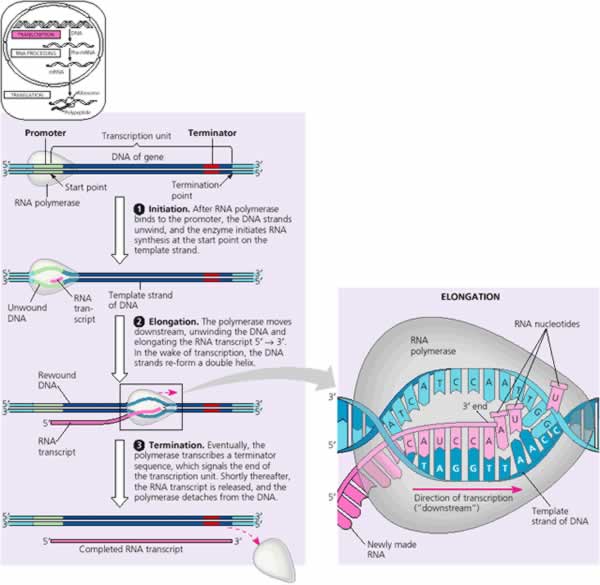 TRANSCRIPTION
DNA
RNA PROCESSING
Pre-mRNA
mRNA
TRANSLATION
Ribosome
Polypeptide
Promoter
Transcription unit
Terminator
DNA of gene
5′
3′
3′
5′
Start point
RNA polymerase
Termination
point
1 Initiation. After RNA polymerase
binds to the promoter, the DNA strands
unwind, and the enzyme initiates RNA
synthesis at the start point on the
template strand.
5′
3′
3′
5′
Unwound
DNA
RNA
tran-
script
Template strand
of DNA
2 Elongation. The polymerase moves
downstream, unwinding the DNA and
elongating the RNA transcript 5′ → 3′.
In the wake of transcription, the DNA
strands re-form a double helix.
Rewound
DNA
5′
3′
3′
5′
5′
RNA
transcript
3 Termination. Eventually, the
polymerase transcribes a terminator
sequence, which signals the end of
the transcription unit. Shortly thereafter,
the RNA transcript is released, and the
polymerase detaches from the DNA.
5′
3′
3′
5′
5′
3′
Completed RNA transcript
ELONGATION
RNA nucleotides
RNA
polymerase
A T C A T C C A A T T G G
U
3′
3′ end
5′
C A U C C A A U
T A G G T T A A C C
5′
Direction of transcription
("downstream")
Template
strand of DNA
Newly made
RNA